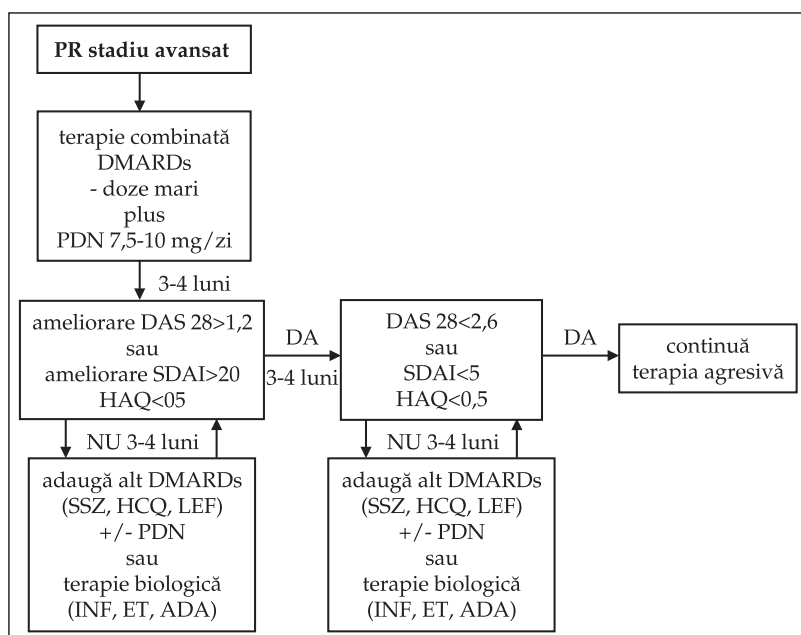 PR stadiu avansat
terapie combinată
DMARDs
- doze mari
plus
PDN 7,5-10 mg/zi
3-4 luni
ameliorare DAS 28>1,2
sau
ameliorare SDAI>20
HAQ<05
DA
3-4 luni
DAS 28<2,6
sau
SDAI<5
HAQ<0,5
DA
continuă
terapia agresivă
NU 3-4 luni
adaugă alt DMARDs
(SSZ, HCQ, LEF)
+/- PDN
sau
terapie biologică
(INF, ET, ADA)
NU 3-4 luni
adaugă alt DMARDs
(SSZ, HCQ, LEF)
+/- PDN
sau
terapie biologică
(INF, ET, ADA)